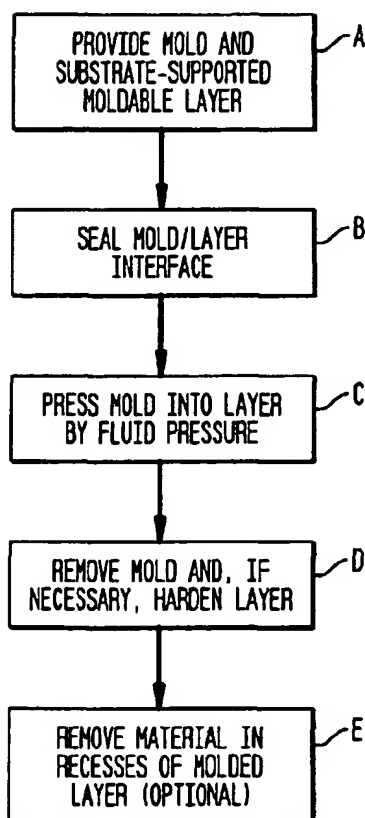 PROVIDE MOLD AND
SUBSTRATE-SUPPORTED
MOLDABLE LAYER
A
SEAL MOLD/LAYER
INTERFACE
B
PRESS MOLD INTO LAYER
BY FLUID PRESSURE
C
REMOVE MOLD AND, IF
NECESSARY, HARDEN LAYER
D
REMOVE MATERIAL IN
RECESSES OF MOLDED
LAYER (OPTIONAL)
E